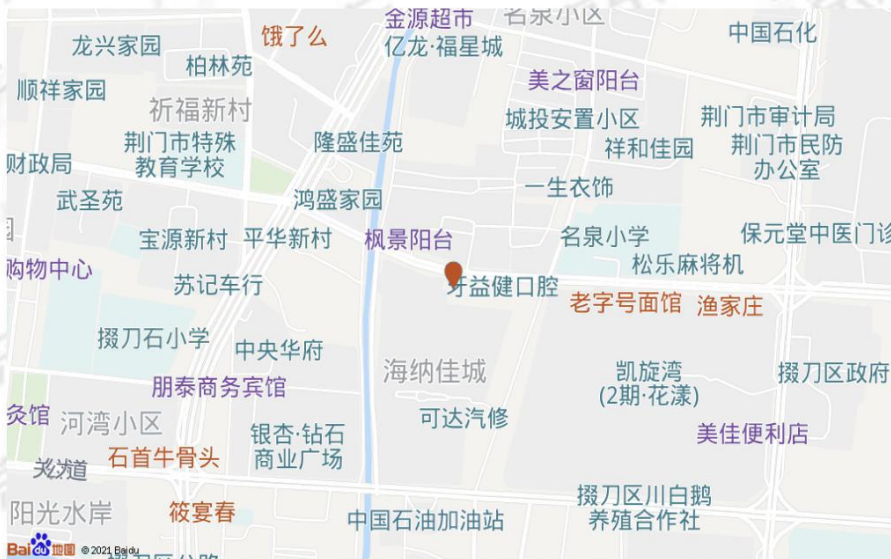 金源超市
名泉小区
龙兴家园
饿了么
亿龙·福星城
中国石化
柏林苑
美之窗阳台
顺祥家园
祈福新村
城投安置小区
荆门市审计局
荆门市特殊
教育学校
隆盛佳苑
祥和佳园
荆门市民防
办公室
财政局
武圣苑
鸿盛家园
一生衣饰
宝源新村
平华新村
枫景阳台
名泉小学
保元堂中医门诊
购物中心
苏记车行
牙益健口腔
松乐麻将机
老字号面馆
渔家庄
掇刀石小学
中央华府
海纳佳城
凯旋湾
(2期·花漾)
掇刀区政府
朋泰商务宾馆
灸馆
河湾小区
可达汽修
美佳便利店
银杏·钻石
商业广场
石首牛骨头
掇刀区川白鹅
养殖合作社
阳光水岸
筱宴春
中国石油加油站
Bai du 地图 © 2021 Baidu